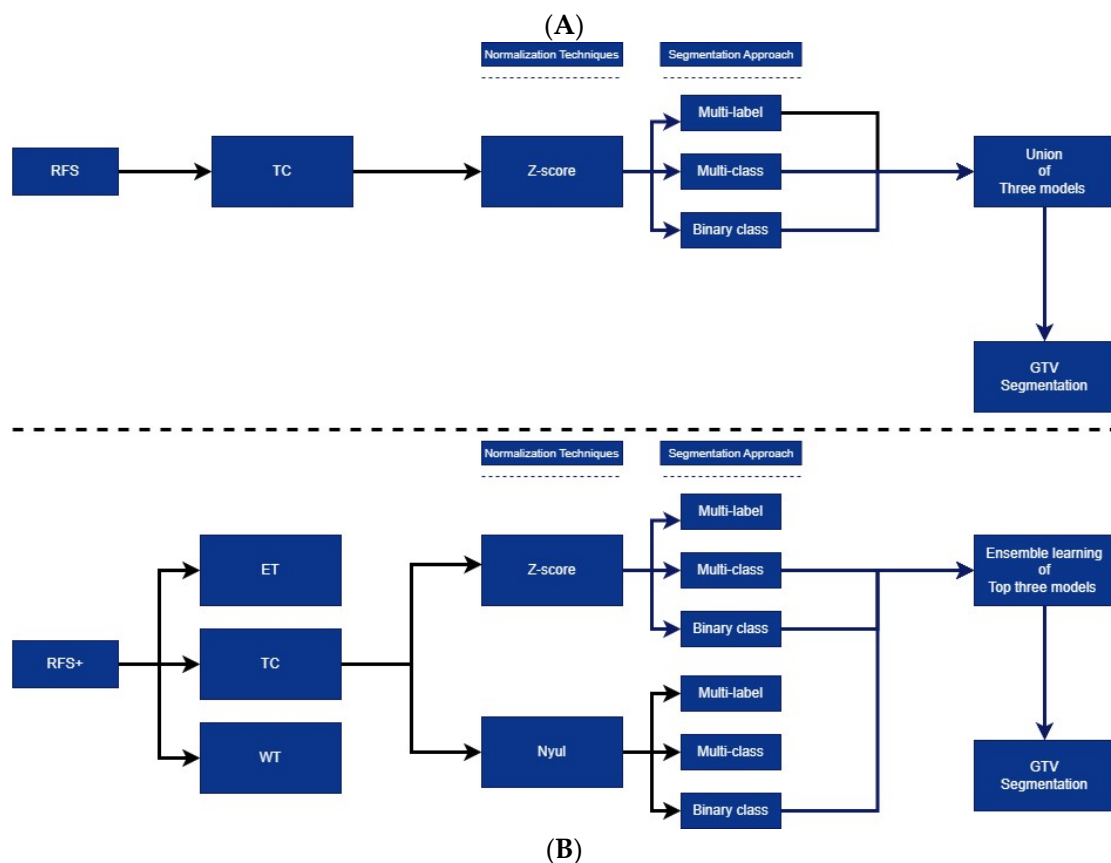 (A)
Normalization Techniques
Segmentation Approach
RFS
TC
Z-score
Multi-label
Multi-class
Binary class
Union
of
Three models
GTV
Segmentation
Normalization Techniques
Segmentation Approach
RFS+
ET
TC
WT
Z-score
Nyul
Multi-label
Multi-class
Binary class
Multi-label
Multi-class
Binary class
Ensemble learning
of
Top three models
GTV
Segmentation
(B)